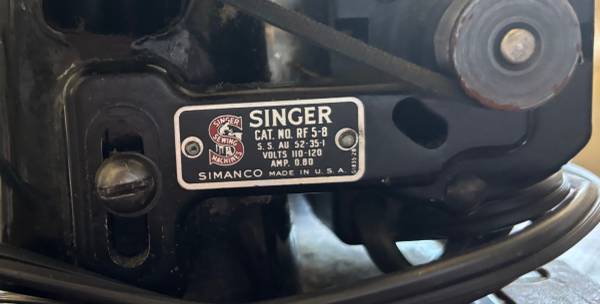 SINGER
CAT. NO. RF 5-8
S. S. AU 52-35-1
VOLTS 110-120
AMP. 0.80
SIMANCO MADE IN U. S. A.
SINGER
SEWING
MACHINES